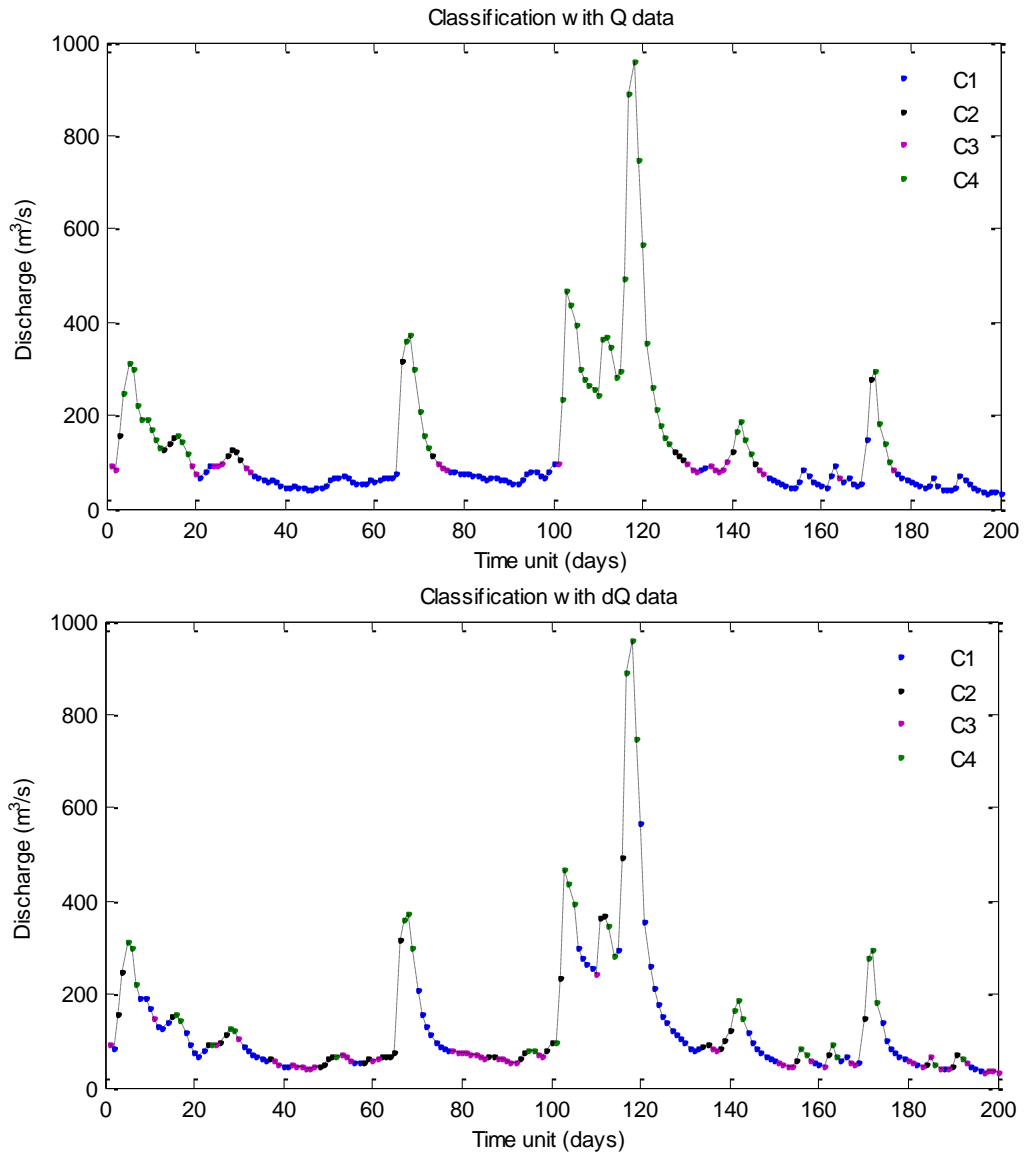 Classification with Q data
1000
800
600
400
200
0
Discharge (m³/s)
C1
C2
C3
C4
0 20 40 60 80 100 120 140 160 180 200
Time unit (days)
Classification with dQ data
1000
800
600
400
200
0
Discharge (m³/s)
C1
C2
C3
C4
0 20 40 60 80 100 120 140 160 180 200
Time unit (days)